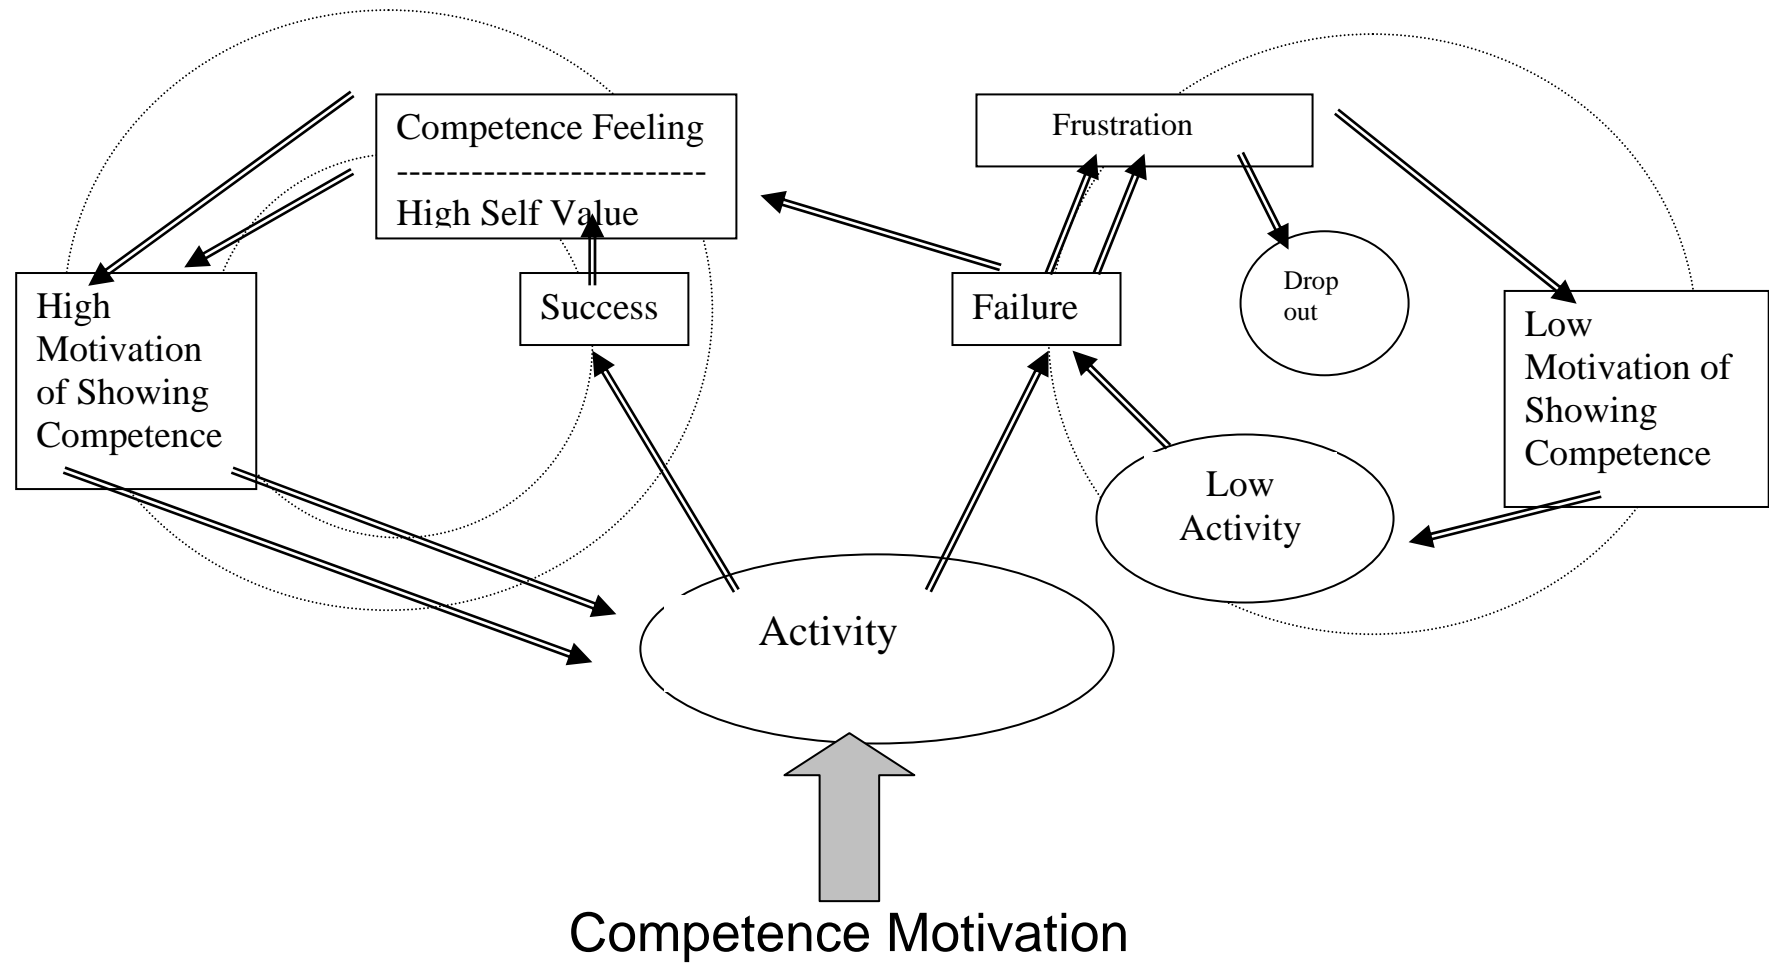 Competence Feeling
--------------------------
High Self Value
Frustration
High
Motivation
of Showing
Competence
Success
Failure
Drop
out
Low
Motivation of
Showing
Competence
Low
Activity
Activity
Competence Motivation